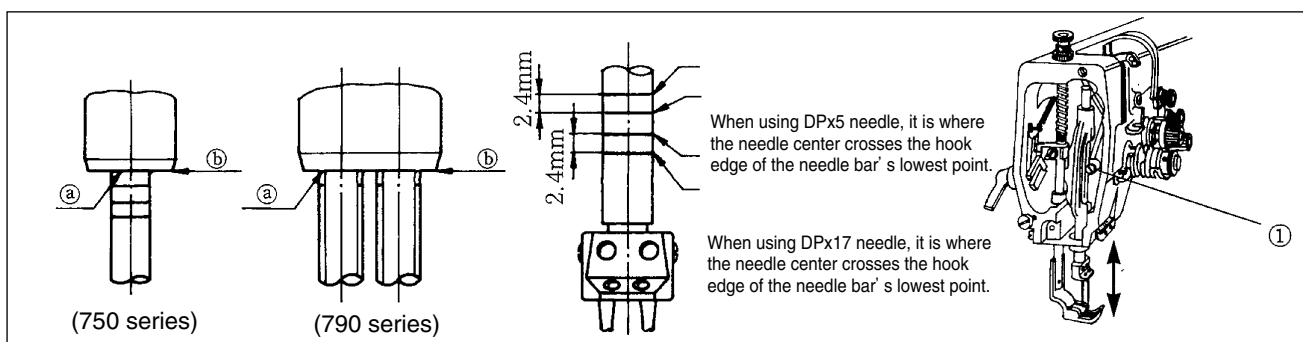 ⓐ
ⓑ
(750 series)
ⓐ
ⓑ
(790 series)
2.4mm
2.4mm
When using DPx5 needle, it is where
the needle center crosses the hook
edge of the needle bar' s lowest point.
When using DPx17 needle, it is where
the needle center crosses the hook
edge of the needle bar' s lowest point.
①